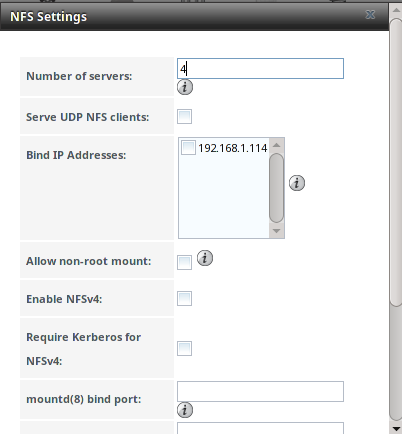 NFS Settings
Number of servers:
4
Serve UDP NFS clients:
Bind IP Addresses:
192.168.1.114
Allow non-root mount:
Enable NFSv4:
Require Kerberos for
NFSv4:
mountd(8) bind port: